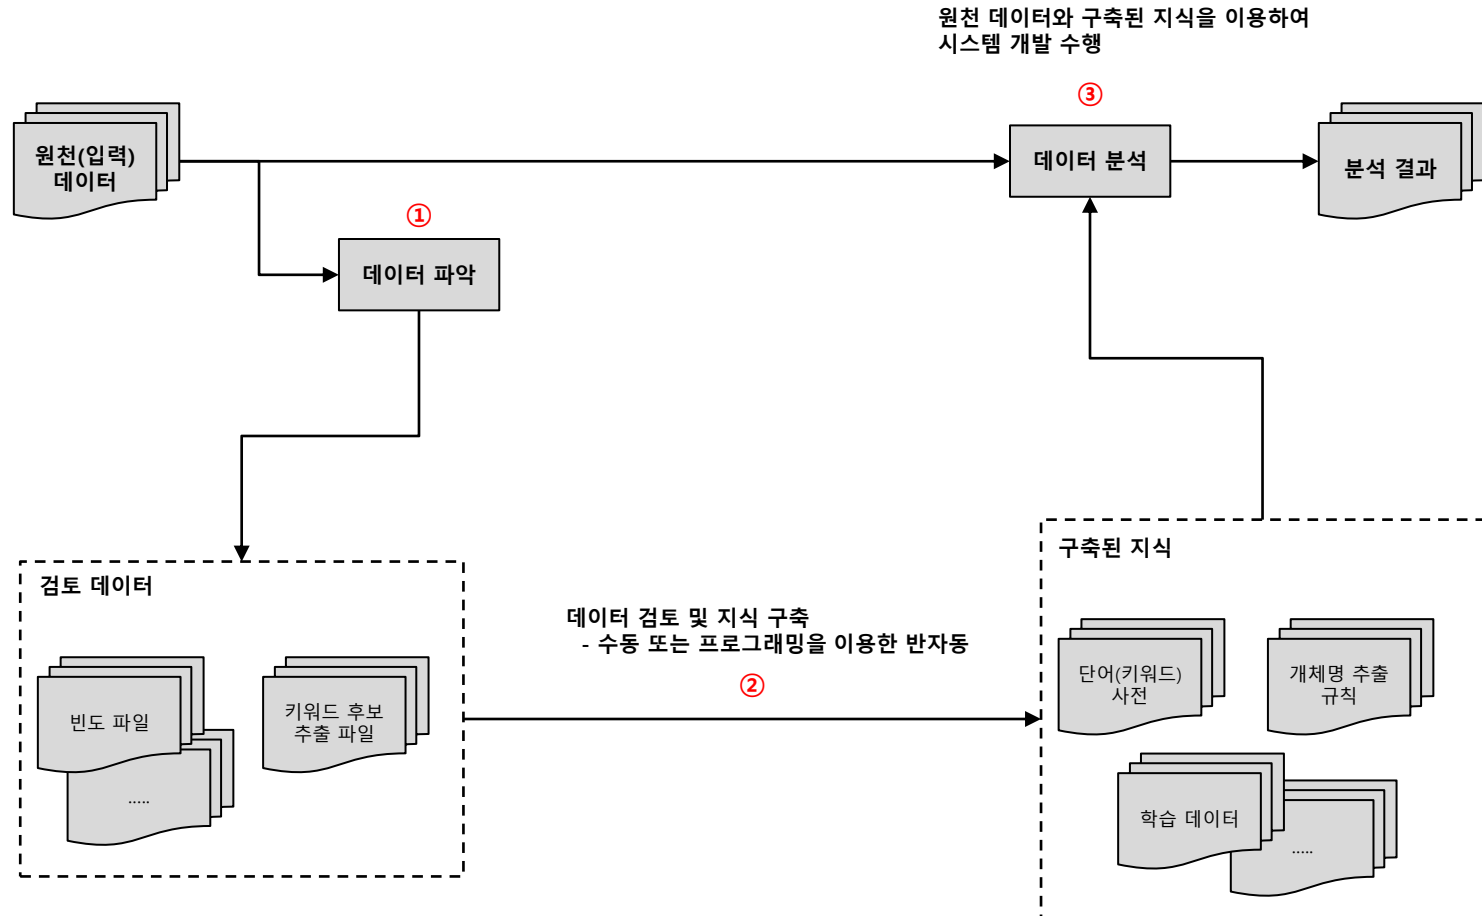 원천 데이터와 구축된 지식을 이용하여
시스템 개발 수행
③
원천(입력)
데이터
데이터 분석
분석 결과
①
데이터 파악
구축된 지식
검토 데이터
데이터 검토 및 지식 구축
- 수동 또는 프로그래밍을 이용한 반자동
②
빈도 파일
키워드 후보
추출 파일
.....
단어(키워드)
사전
개체명 추출
규칙
학습 데이터
.....